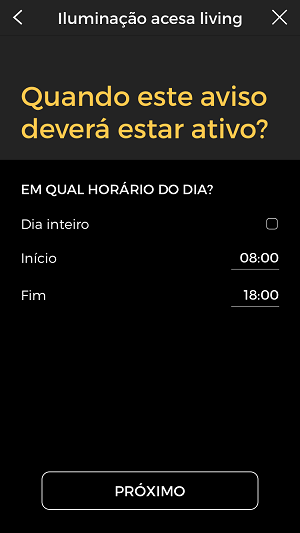 Iluminação acesa living
Quando este aviso
deverá estar ativo?
EM QUAL HORÁRIO DO DIA?
Dia inteiro
Início 08:00
Fim 18:00
PRÓXIMO